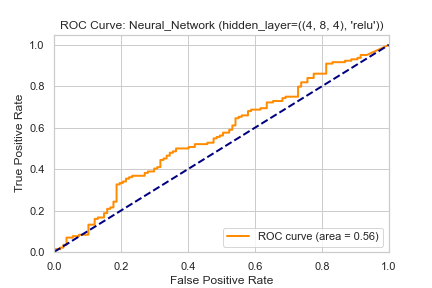 ROC Curve: Neural_Network (hidden_layer=((4, 8, 4), 'relu'))
True Positive Rate
1.0
0.8
0.6
0.4
0.2
0.0
ROC curve (area = 0.56)
0.0 0.2 0.4 0.6 0.8 1.0
False Positive Rate